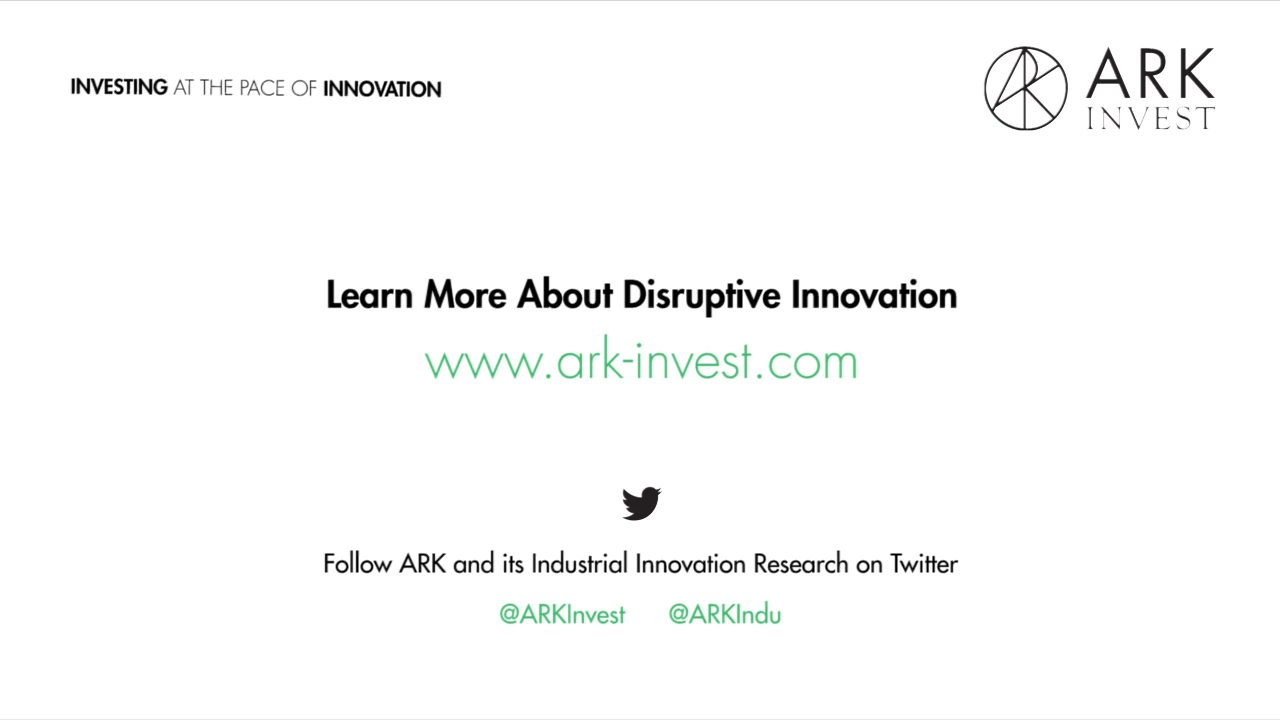 INVESTING AT THE PACE OF INNOVATION
ARK
INVEST
Learn More About Disruptive Innovation
www.ark-invest.com
Follow ARK and its Industrial Innovation Research on Twitter
@ARKInvest @ARKIndu